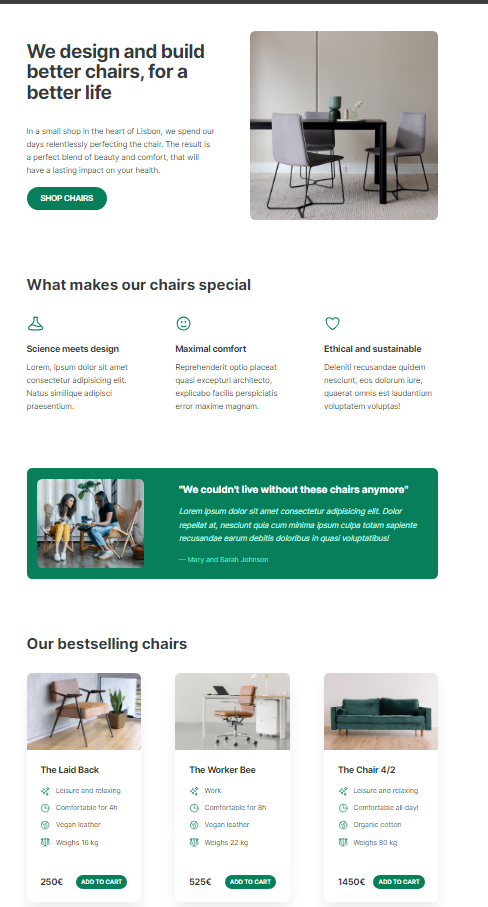 We design and build
better chairs, for a
better life
In a small shop in the heart of Lisbon, we spend our
days relentlessly perfecting the chair. The result is
a perfect blend of beauty and comfort, that will
have a lasting impact on your health.
SHOP CHAIRS
What makes our chairs special
Science meets design
Lorem, ipsum dolor sit amet
consectetur adipisicing elit.
Natus similique adipisci
praesentium.
Maximal comfort
Reprehenderit optio placeat
quasi excepturi architecto,
explicabo facilis perspiciatis
error maxime magnam.
Ethical and sustainable
Deleniti recusandae quidem
nesciunt, eos dolorum iure,
quaerat omnis est laudantium
voluptatem voluptas!
"We couldn't live without these chairs anymore"
Lorem ipsum dolor sit amet consectetur adipisicing elit. Dolor
repellat at, nesciunt quia cum minima ipsum culpa totam sapiente
recusandae earum debitis doloribus in quasi voluptatibus!
— Mary and Sarah Johnson
Our bestselling chairs
The Laid Back
Leisure and relaxing
Comfortable for 4h
Vegan leather
Weighs 16 kg
250€
ADD TO CART
The Worker Bee
Work
Comfortable for 8h
Vegan leather
Weighs 22 kg
525€
ADD TO CART
The Chair 4/2
Leisure and relaxing
Comfortable all day!
Organic cotton
Weighs 80 kg
1450€
ADD TO CART